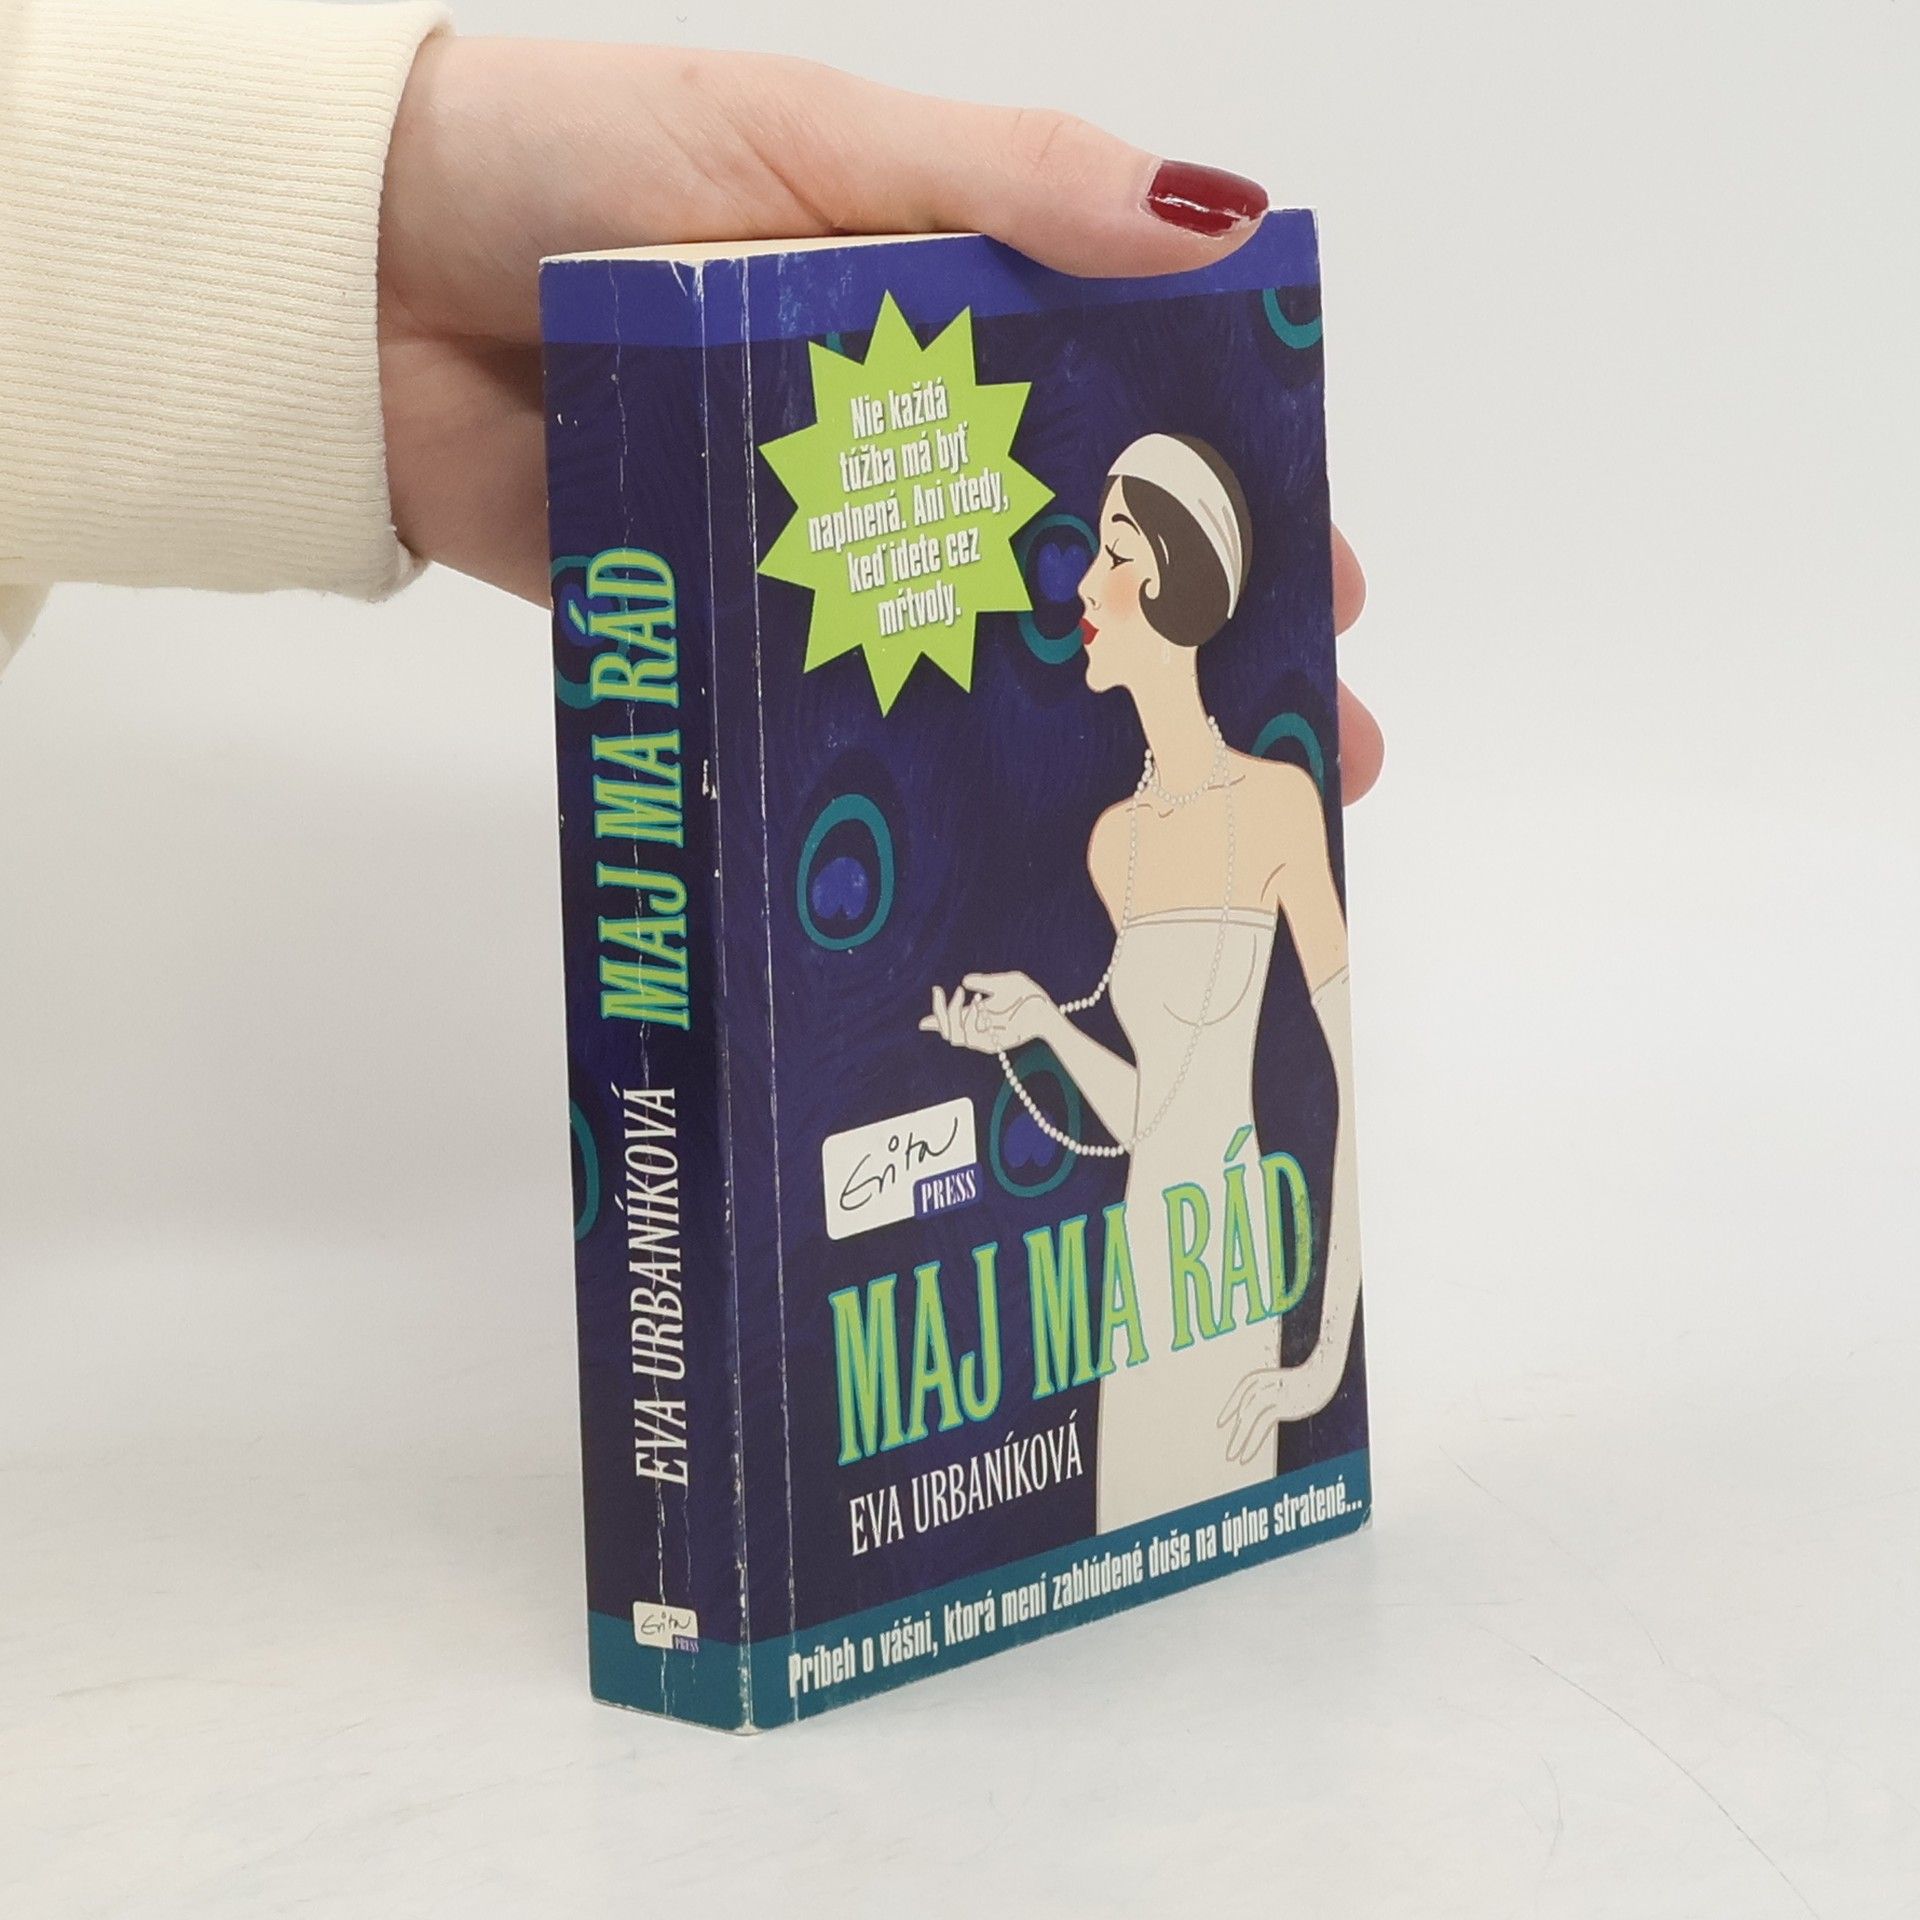 MAJ MA RÁD
EVA URBANÍKOVÁ
Evita
PRESS
Nie každá
túžba má byť
naplnená. Ani vtedy,
keď idete cez
mŕtvoly.
Evita
PRESS
MAJ MA RÁD
EVA URBANÍKOVÁ
Príbeh o vášni, ktorá mení zablúdené duše na úplne stratené...